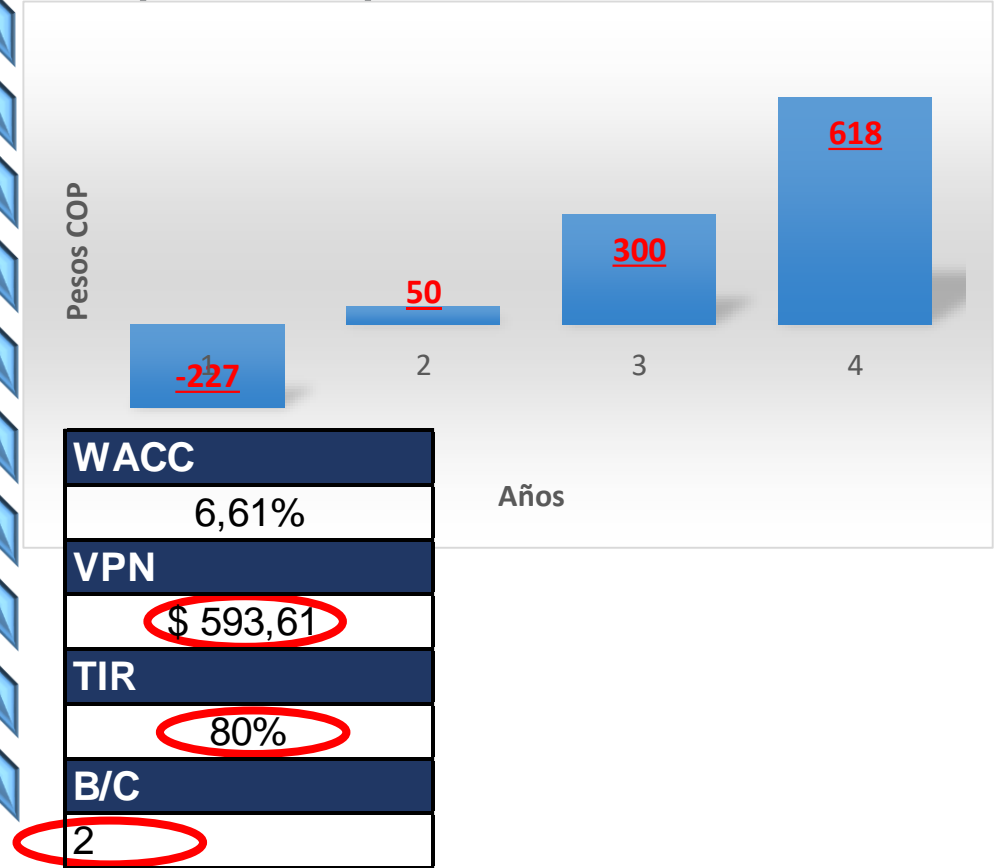 618
300
50
-227
1
2
3
4
Pesos COP
Años
WACC
6,61%
VPN
$ 593,61
TIR
80%
B/C
2